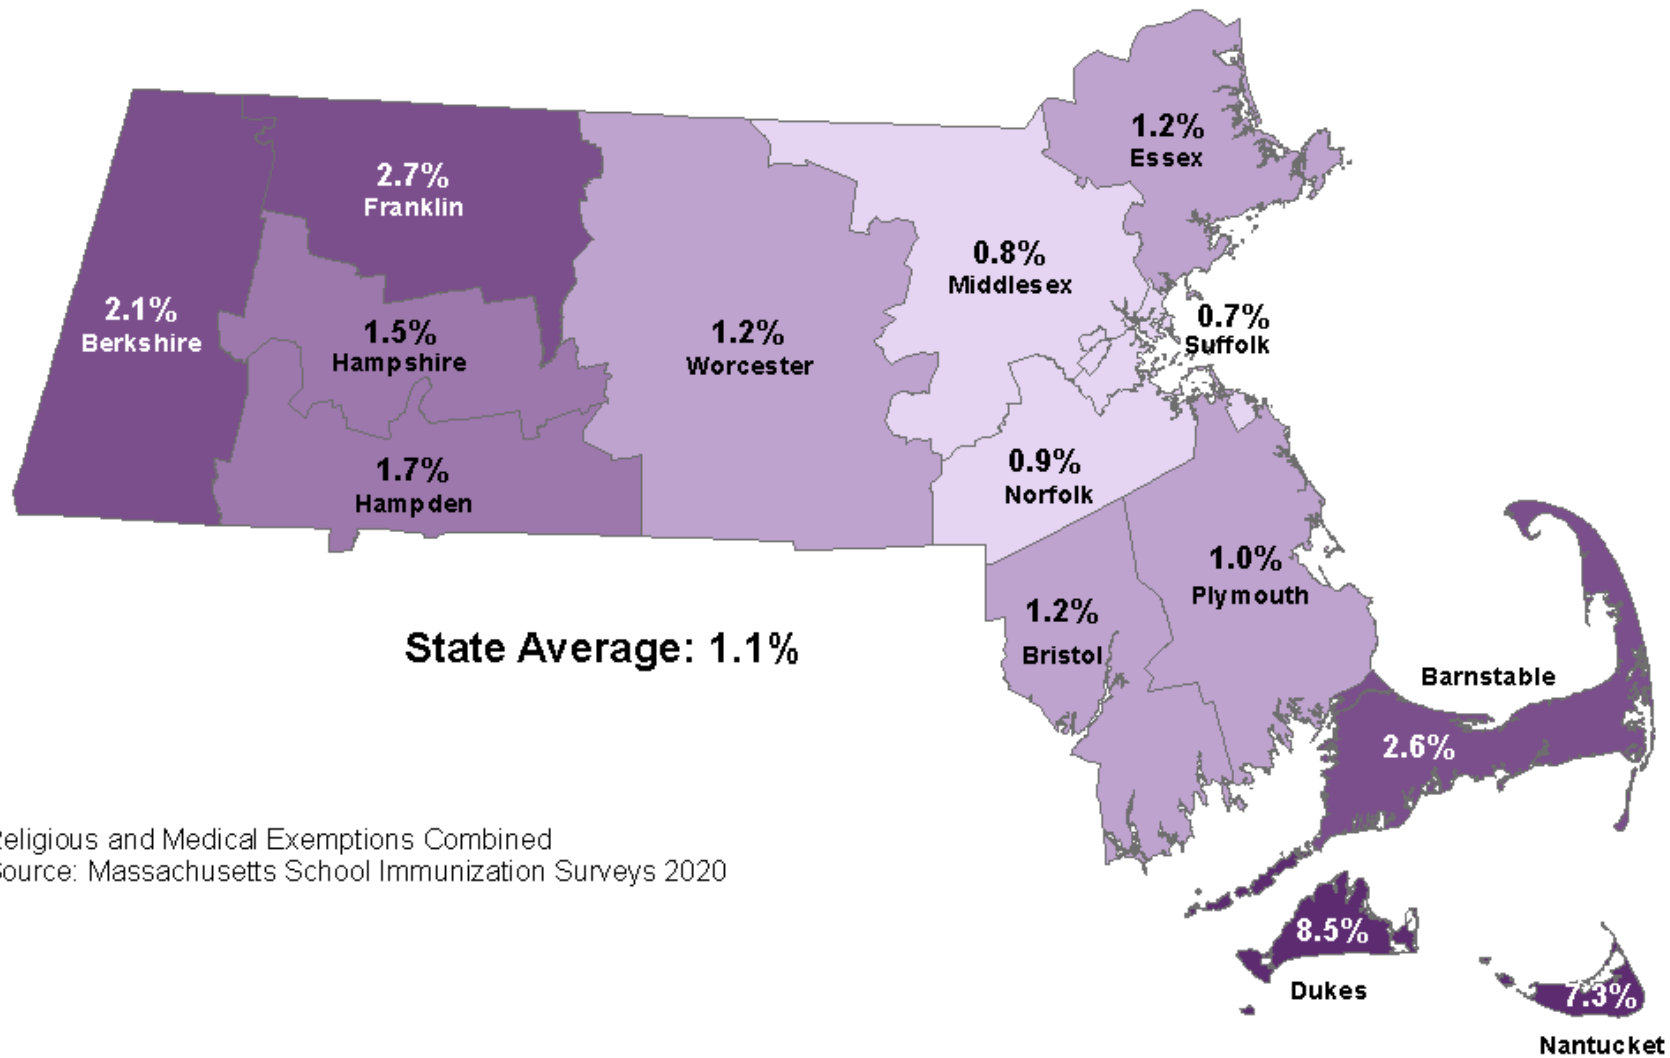 1.2%
Essex
2.7%
Franklin
0.8%
Middlesex
2.1%
Berkshire
1.5%
Hampshire
1.2%
Worcester
0.7%
Suffolk
1.7%
Hampden
0.9%
Norfolk
1.0%
Plymouth
1.2%
Bristol
State Average: 1.1%
Barnstable
2.6%
eligious and Medical Exemptions Combined
ource: Massachusetts School Immunization Surveys 2020
8.5%
Dukes
7.3%
Nantucket